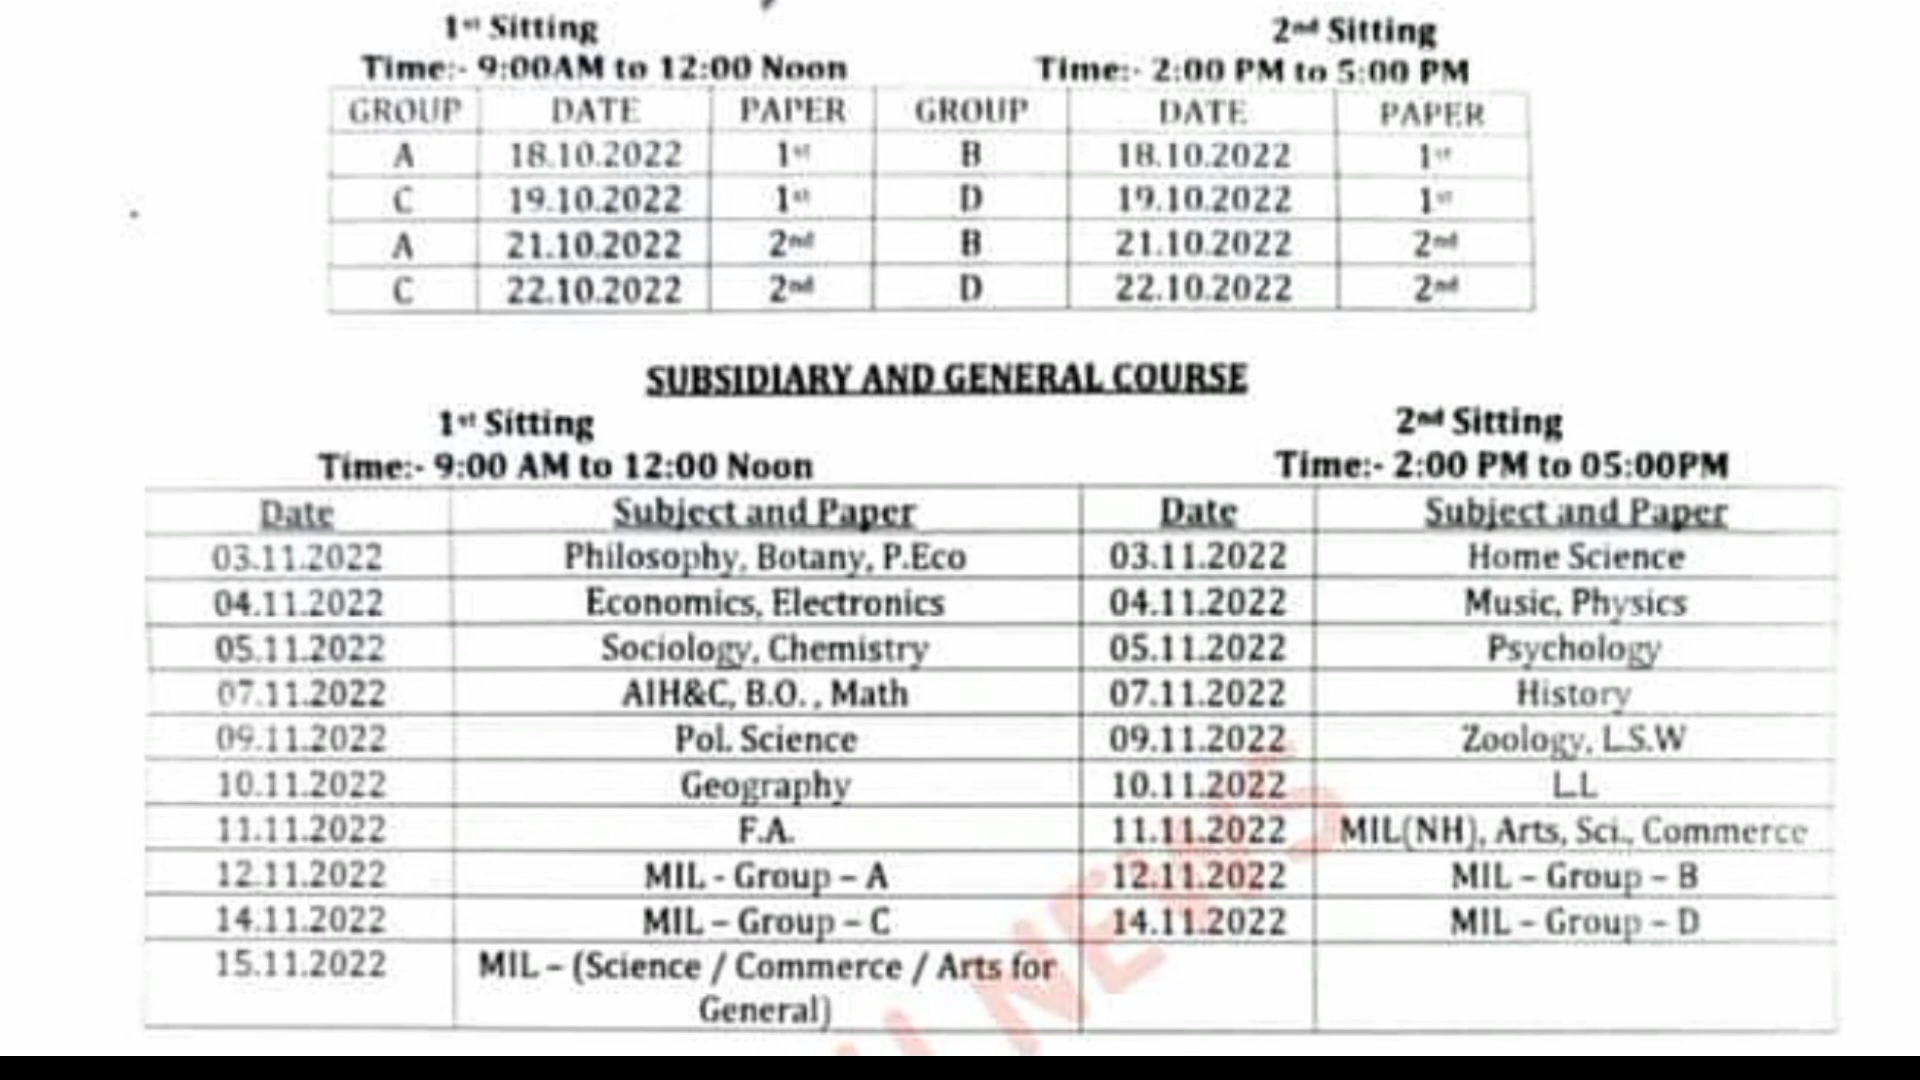 1st Sitting 2nd Sitting
Time:- 9:00AM to 12:00 Noon Time:- 2:00 PM to 5:00 PM
GROUP DATE PAPER GROUP DATE PAPER
A 18.10.2022 1st B 18.10.2022 1st
C 19.10.2022 1st D 19.10.2022 1st
A 21.10.2022 2nd B 21.10.2022 2nd
C 22.10.2022 2nd D 22.10.2022 2nd
SUBSIDIARY AND GENERAL COURSE
1st Sitting 2nd Sitting
Time:- 9:00 AM to 12:00 Noon Time:- 2:00 PM to 05:00PM
Date Subject and Paper Date Subject and Paper
03.11.2022 Philosophy, Botany, P.Eco 03.11.2022 Home Science
04.11.2022 Economics, Electronics 04.11.2022 Music, Physics
05.11.2022 Sociology, Chemistry 05.11.2022 Psychology
07.11.2022 AIH&C, B.O. , Math 07.11.2022 History
09.11.2022 Pol. Science 09.11.2022 Zoology, L.S.W
10.11.2022 Geography 10.11.2022 L.L
11.11.2022 F.A. 11.11.2022 MIL(NH), Arts, Sci., Commerce
12.11.2022 MIL - Group – A 12.11.2022 MIL – Group – B
14.11.2022 MIL – Group – C 14.11.2022 MIL – Group – D
15.11.2022 MIL – (Science / Commerce / Arts for
General)
NEWS